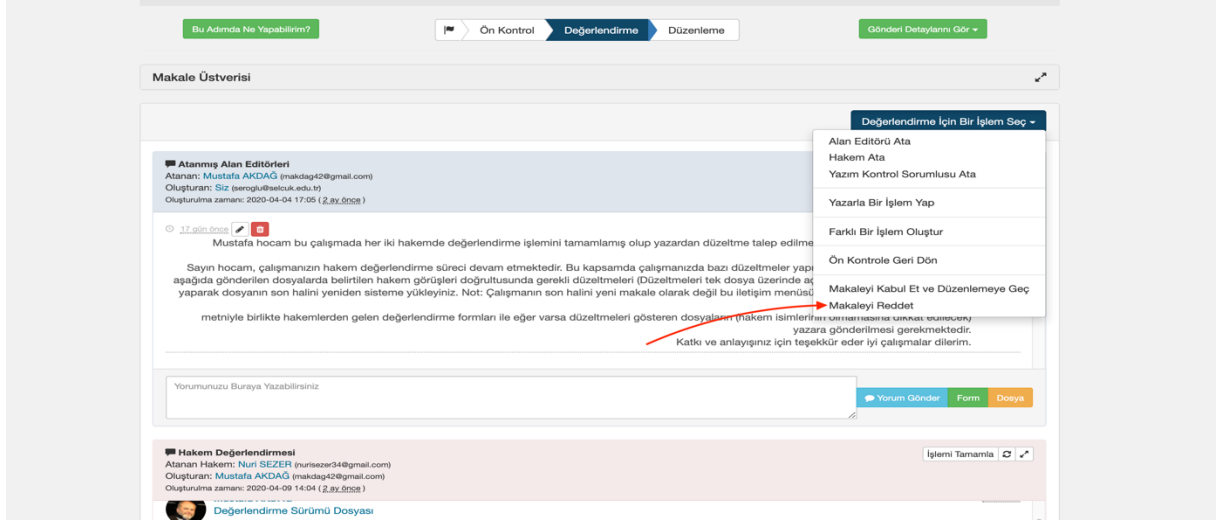 Bu Adımda Ne Yapabilirim?
Ön Kontrol
Değerlendirme
Düzenleme
Gönderi Detaylarını Gör
Makale Üstverisi
Değerlendirme İçin Bir İşlem Seç
Alan Editörü Ata
Hakem Ata
Yazım Kontrol Sorumlusu Ata
Yazarla Bir İşlem Yap
Farklı Bir İşlem Oluştur
Ön Kontrole Geri Dön
Makaleyi Kabul Et ve Düzenlemeye Geç
Makaleyi Reddet
Atanmış Alan Editörleri
Atanan: Mustafa AKDAĞ (makdag42@gmail.com)
Oluşturan: Siz (seroglu@selcuk.edu.tr)
Oluşturulma zamanı: 2020-04-04 17:05 ( 2 ay önce )
17 gün önce
Mustafa hocam bu çalışmada her iki hakemde değerlendirme işlemini tamamlamış olup yazardan düzeltme talep edilme
Sayın hocam, çalışmanızın hakem değerlendirme süreci devam etmektedir. Bu kapsamda çalışmanızda bazı düzeltmeler yapı
aşağıda gönderilen dosyalarda belirtilen hakem görüşleri doğrultusunda gerekli düzeltmeleri (Düzeltmeleri tek dosya üzerinde aç
yaparak dosyanın son halini yeniden sisteme yükleyiniz. Not: Çalışmanın son halini yeni makale olarak değil bu iletişim menüsü
metniyle birlikte hakemlerden gelen değerlendirme formları ile eğer varsa düzeltmeleri gösteren dosyaların (hakem isimlerinin olmamasına dikkat edilecek)
yazara gönderilmesi gerekmektedir.
Katkı ve anlayışınız için teşekkür eder iyi çalışmalar dilerim.
Yorumunuzu Buraya Yazabilirsiniz
Yorum Gönder
Form
Dosya
Hakem Değerlendirmesi
Atanan Hakem: Nuri SEZER (nurisezer34@gmail.com)
Oluşturan: Mustafa AKDAĞ (makdag42@gmail.com)
Oluşturulma zamanı: 2020-04-09 14:04 ( 2 ay önce )
İşlemi Tamamla
Değerlendirme Sürümü Dosyası